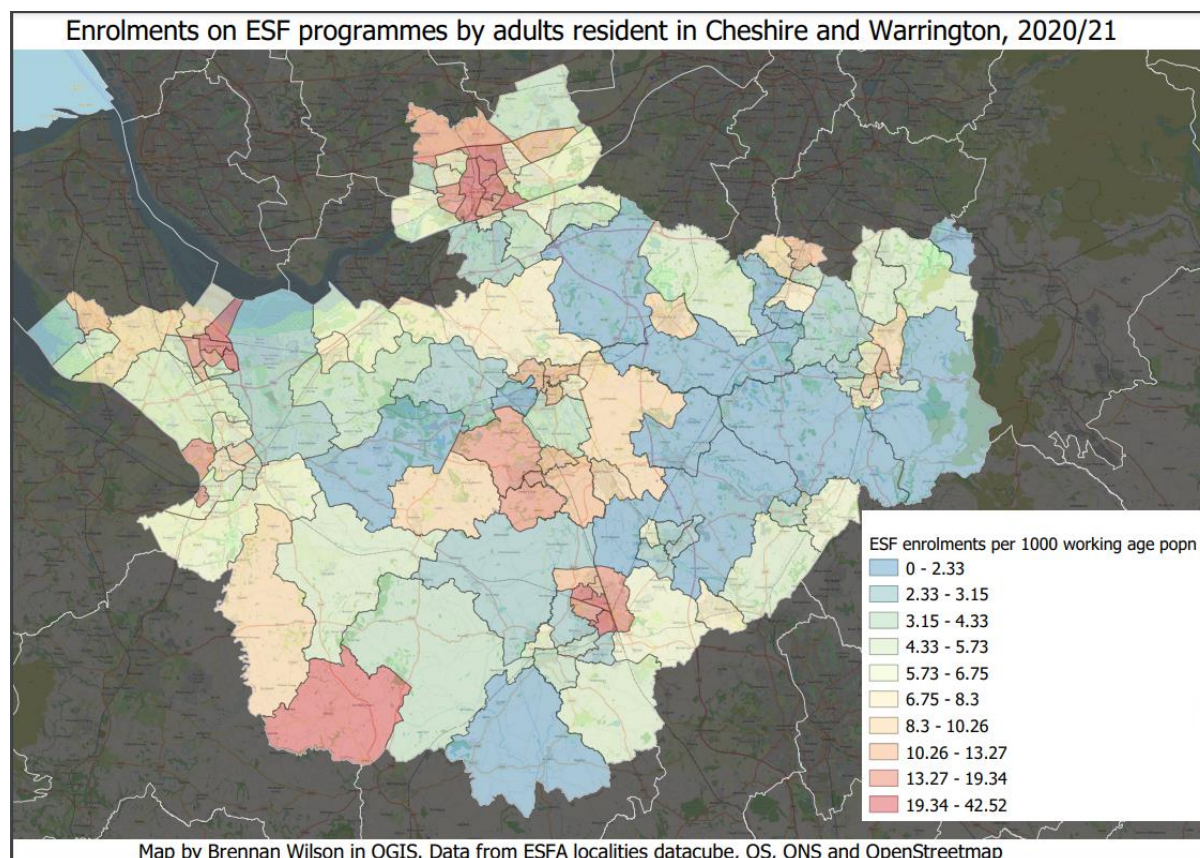 Enrolments on ESF programmes by adults resident in Cheshire and Warrington, 2020/21
ESF enrolments per 1000 working age popn
0 - 2.33
2.33 - 3.15
3.15 - 4.33
4.33 - 5.73
5.73 - 6.75
6.75 - 8.3
8.3 - 10.26
10.26 - 13.27
13.27 - 19.34
19.34 - 42.52
Map by Brennan Wilson in QGIS. Data from ESFA localities datacube, OS, ONS and OpenStreetmap